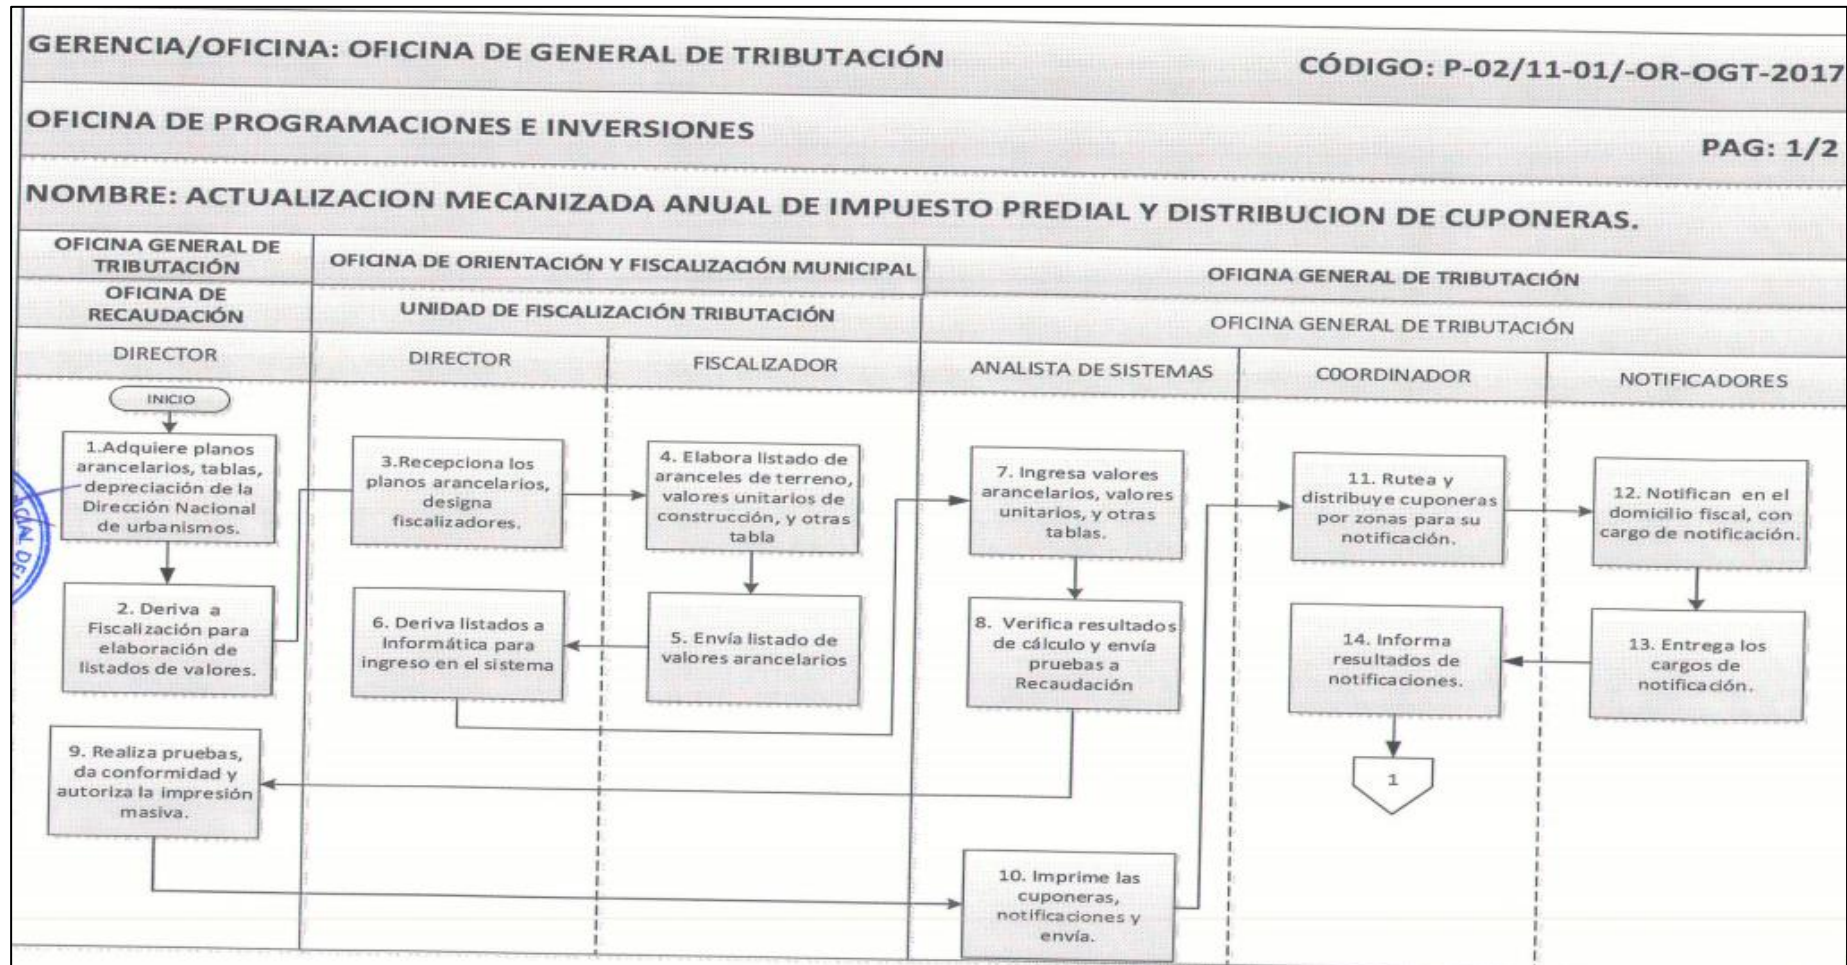 GERENCIA/OFICINA: OFICINA DE GENERAL DE TRIBUTACIÓN
CÓDIGO: P-02/11-01/-OR-OGT-2017
OFICINA DE PROGRAMACIONES E INVERSIONES
PAG: 1/2
NOMBRE: ACTUALIZACION MECANIZADA ANUAL DE IMPUESTO PREDIAL Y DISTRIBUCION DE CUPONERAS.
OFICINA GENERAL DE
TRIBUTACIÓN
OFICINA DE ORIENTACIÓN Y FISCALIZACIÓN MUNICIPAL
OFICINA GENERAL DE TRIBUTACIÓN
OFICINA DE
RECAUDACIÓN
UNIDAD DE FISCALIZACIÓN TRIBUTACIÓN
OFICINA GENERAL DE TRIBUTACIÓN
DIRECTOR
DIRECTOR
FISCALIZADOR
ANALISTA DE SISTEMAS
COORDINADOR
NOTIFICADORES
INICIO
1.Adquiere planos
arancelarios, tablas,
depreciación de la
Dirección Nacional
de urbanismos.
2. Deriva a
Fiscalización para
elaboración de
listados de valores.
3.Recepciona los
planos arancelarios,
designa
fiscalizadores.
4. Elabora listado de
aranceles de terreno,
valores unitarios de
construcción, y otras
tabla
5. Envía listado de
valores arancelarios
6. Deriva listados a
Informática para
ingreso en el sistema
7. Ingresa valores
arancelarios, valores
unitarios, y otras
tablas.
8. Verifica resultados
de cálculo y envía
pruebas a
Recaudación
9. Realiza pruebas,
da conformidad y
autoriza la impresión
masiva.
10. Imprime las
cuponeras,
notificaciones y
envía.
11. Rutea y
distribuye cuponeras
por zonas para su
notificación.
12. Notifican en el
domicilio fiscal, con
cargo de notificación.
13. Entrega los
cargos de
notificación.
14. Informa
resultados de
notificaciones.
1